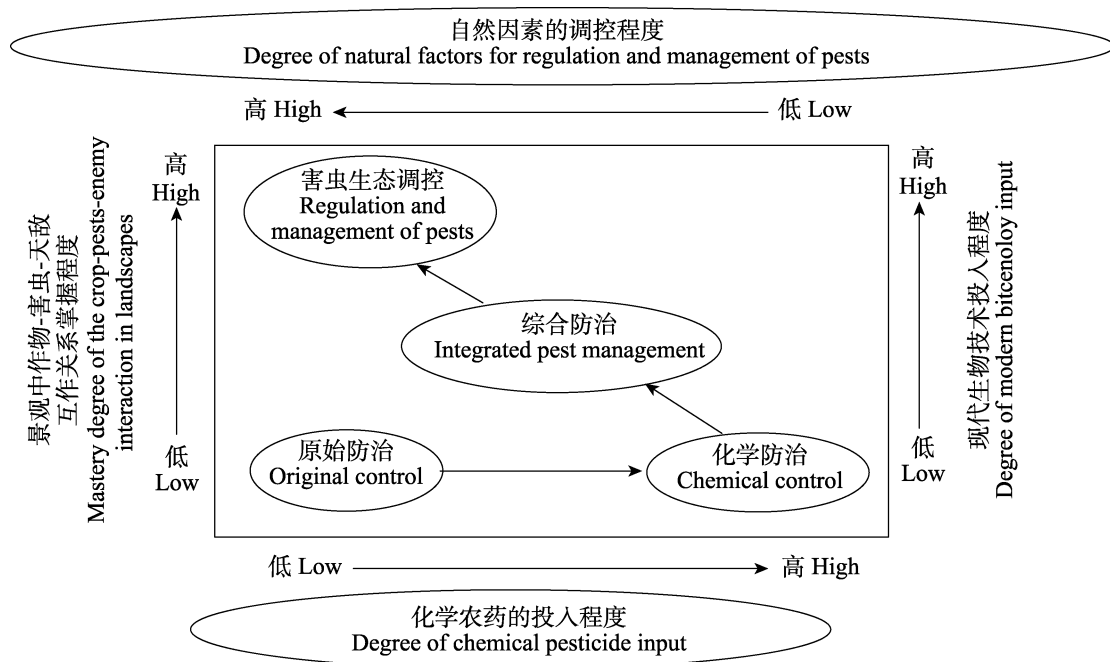 自然因素的调控程度
Degree of natural factors for regulation and management of pests
高 High
低 Low
景观中作物-害虫-天敌
互作关系掌握程度
Mastery degree of the crop-pests-enemy
interaction in landscapes
高
High
低
Low
害虫生态调控
Regulation and
management of pests
综合防治
Integrated pest management
原始防治
Original control
化学防治
Chemical control
高
High
低
Low
现代生物技术投入程度
Degree of modern bitcenoloy input
低 Low
高 High
化学农药的投入程度
Degree of chemical pesticide input